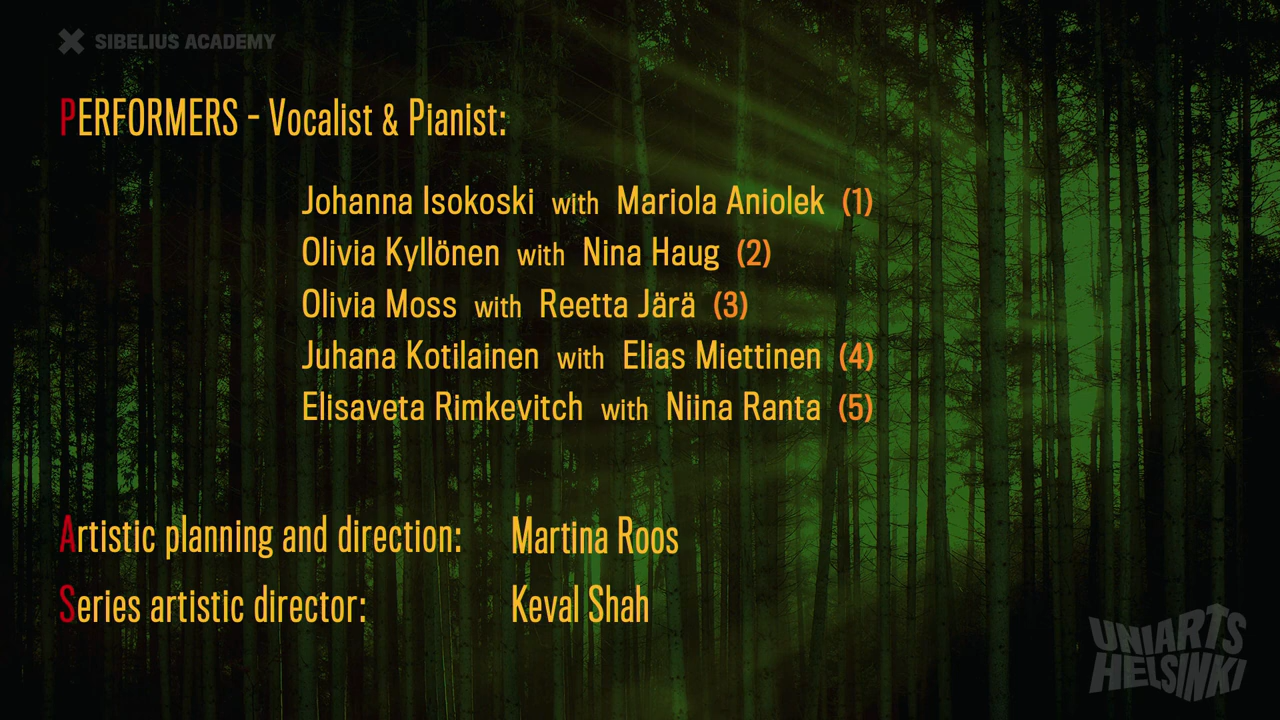 SIBELIUS ACADEMY
PERFORMERS - Vocalist & Pianist:
Johanna Isokoski with Mariola Aniolek (1)
Olivia Kyllönen with Nina Haug (2)
Olivia Moss with Reetta Järä (3)
Juhana Kotilainen with Elias Miettinen (4)
Elisaveta Rimkevitch with Niina Ranta (5)
Artistic planning and direction: Martina Roos
Series artistic director: Keval Shah
UNIARTS
HELSINKI